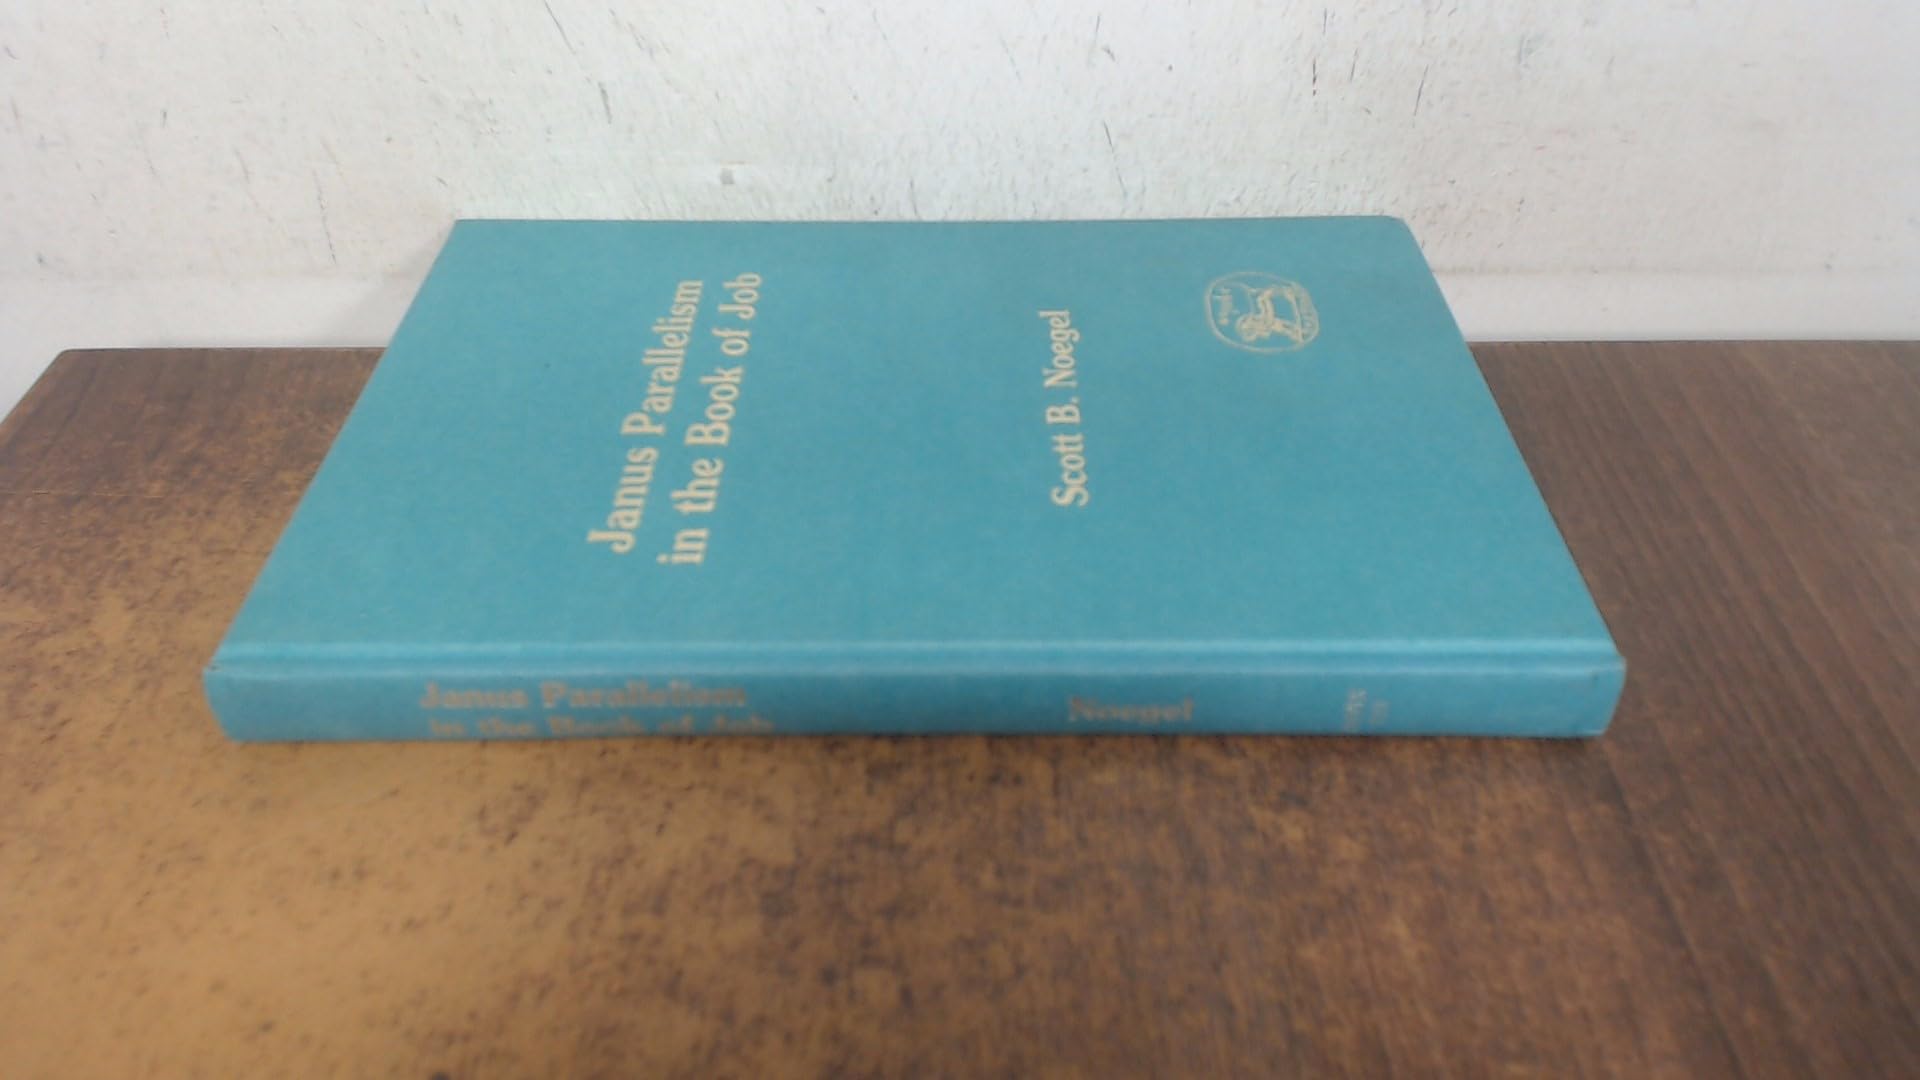 Janus Parallelism
in the Book of Job
Scott B. Noegel
Janus Parallelism
in the Book of Job
Noegel